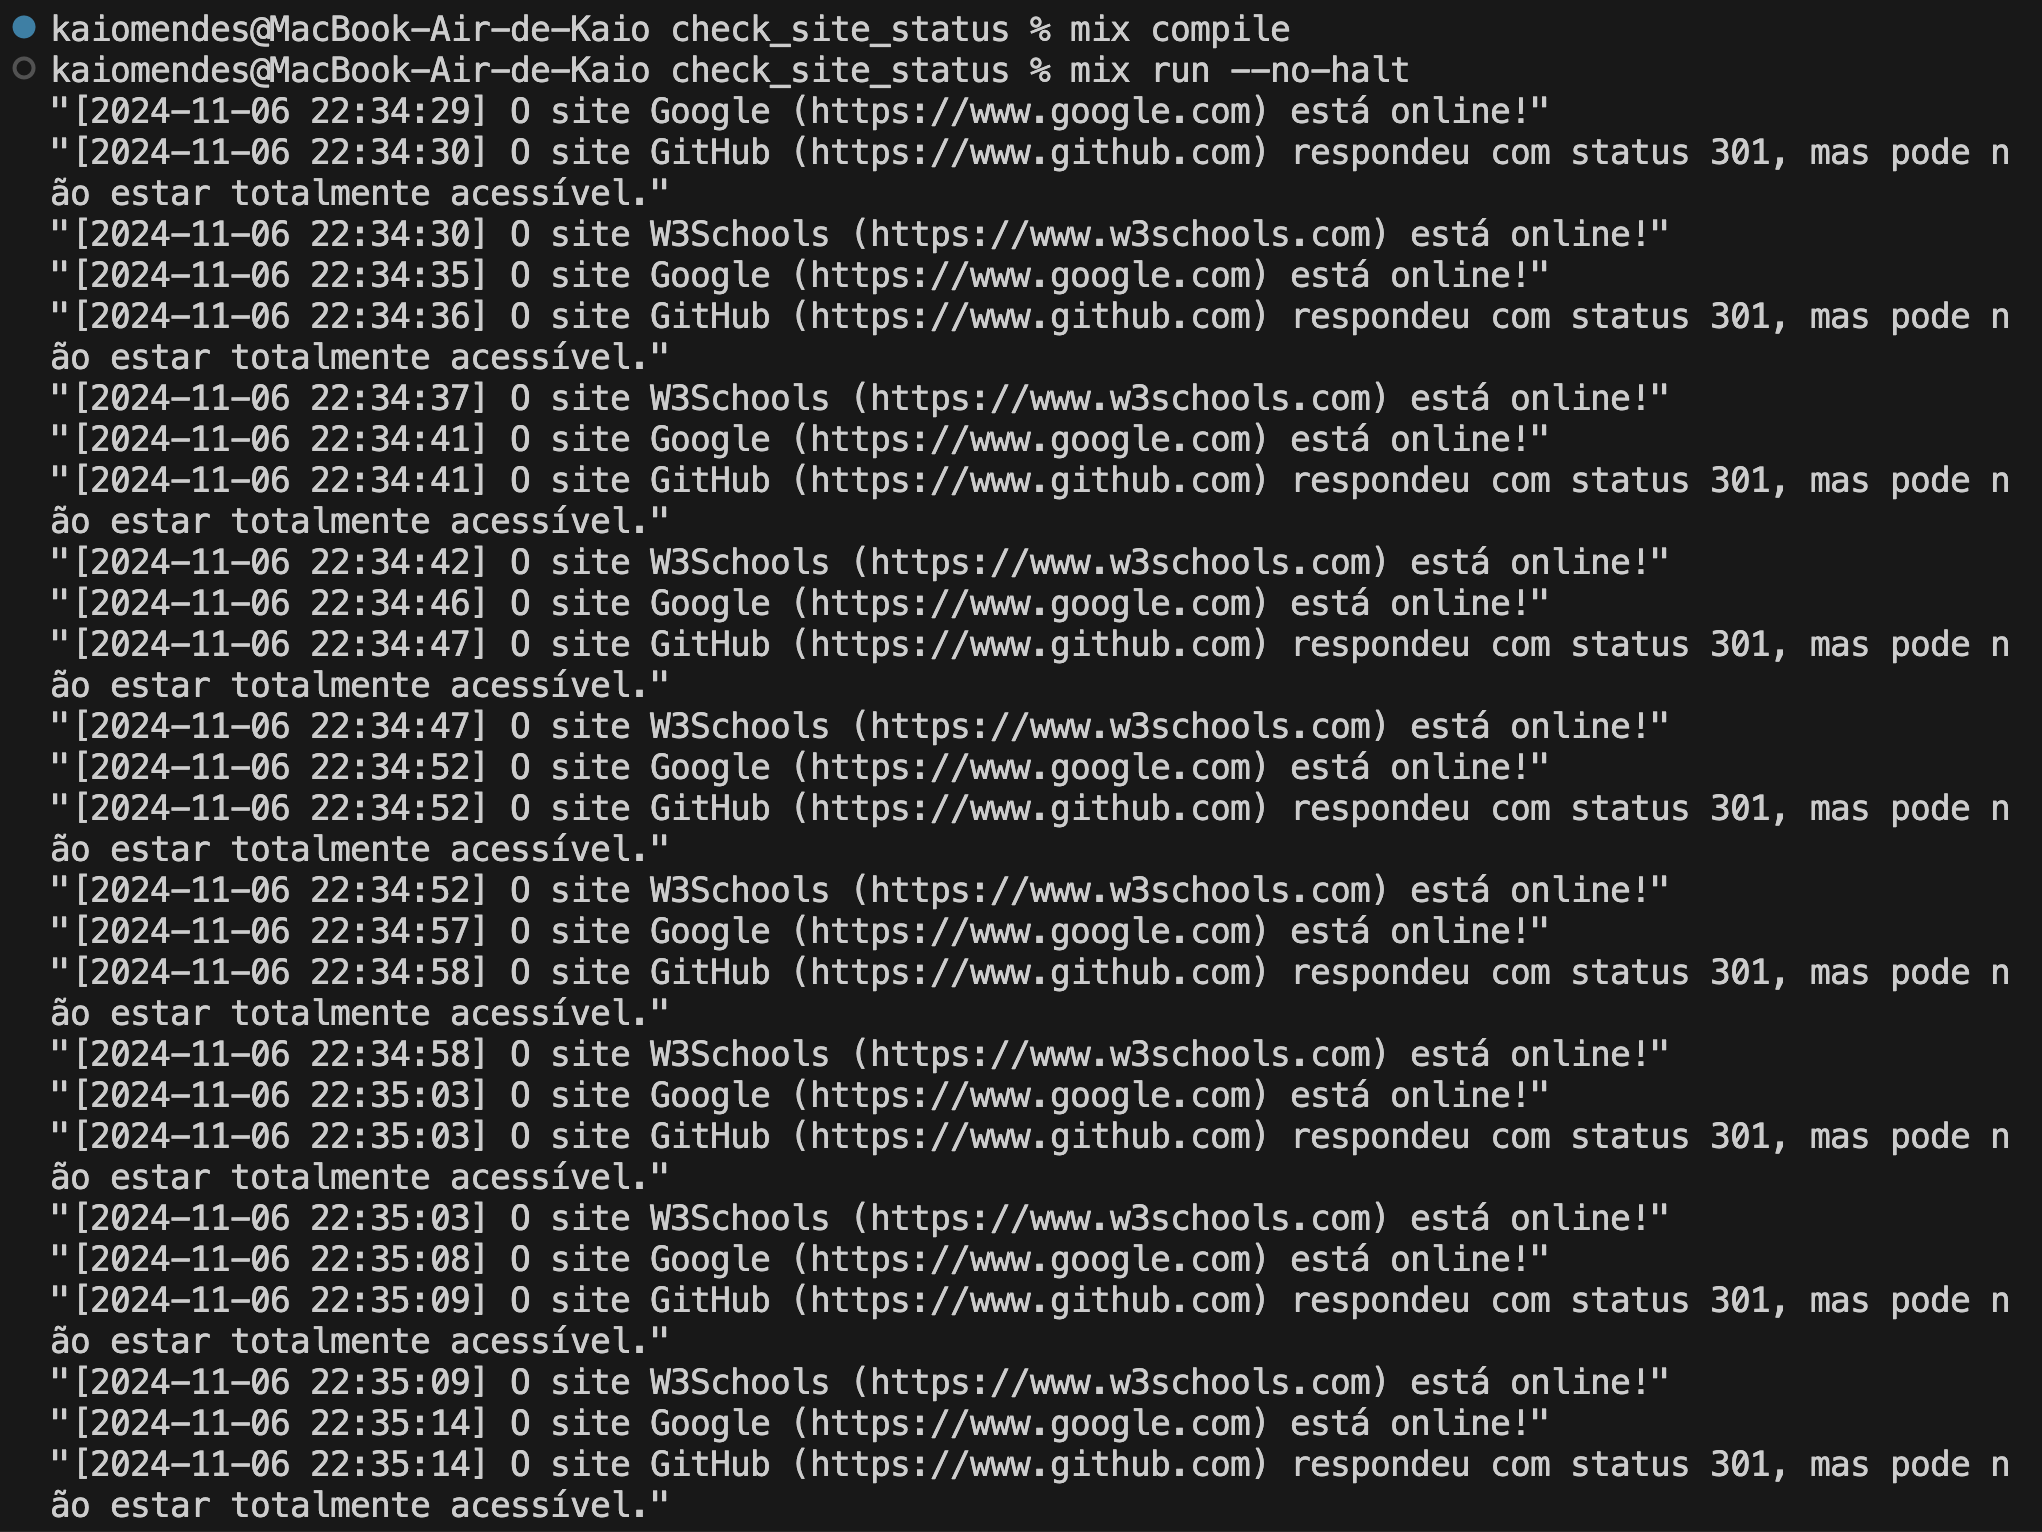 kaiomendes@MacBook-Air-de-Kaio check_site_status % mix compile
kaiomendes@MacBook-Air-de-Kaio check_site_status % mix run --no-halt
"[2024-11-06 22:34:29] O site Google (https://www.google.com) está online!"
"[2024-11-06 22:34:30] O site GitHub (https://www.github.com) respondeu com status 301, mas pode n
ão estar totalmente acessível."
"[2024-11-06 22:34:30] O site W3Schools (https://www.w3schools.com) está online!"
"[2024-11-06 22:34:35] O site Google (https://www.google.com) está online!"
"[2024-11-06 22:34:36] O site GitHub (https://www.github.com) respondeu com status 301, mas pode n
ão estar totalmente acessível."
"[2024-11-06 22:34:37] O site W3Schools (https://www.w3schools.com) está online!"
"[2024-11-06 22:34:41] O site Google (https://www.google.com) está online!"
"[2024-11-06 22:34:41] O site GitHub (https://www.github.com) respondeu com status 301, mas pode n
ão estar totalmente acessível."
"[2024-11-06 22:34:42] O site W3Schools (https://www.w3schools.com) está online!"
"[2024-11-06 22:34:46] O site Google (https://www.google.com) está online!"
"[2024-11-06 22:34:47] O site GitHub (https://www.github.com) respondeu com status 301, mas pode n
ão estar totalmente acessível."
"[2024-11-06 22:34:47] O site W3Schools (https://www.w3schools.com) está online!"
"[2024-11-06 22:34:52] O site Google (https://www.google.com) está online!"
"[2024-11-06 22:34:52] O site GitHub (https://www.github.com) respondeu com status 301, mas pode n
ão estar totalmente acessível."
"[2024-11-06 22:34:52] O site W3Schools (https://www.w3schools.com) está online!"
"[2024-11-06 22:34:57] O site Google (https://www.google.com) está online!"
"[2024-11-06 22:34:58] O site GitHub (https://www.github.com) respondeu com status 301, mas pode n
ão estar totalmente acessível."
"[2024-11-06 22:34:58] O site W3Schools (https://www.w3schools.com) está online!"
"[2024-11-06 22:35:03] O site Google (https://www.google.com) está online!"
"[2024-11-06 22:35:03] O site GitHub (https://www.github.com) respondeu com status 301, mas pode n
ão estar totalmente acessível."
"[2024-11-06 22:35:03] O site W3Schools (https://www.w3schools.com) está online!"
"[2024-11-06 22:35:08] O site Google (https://www.google.com) está online!"
"[2024-11-06 22:35:09] O site GitHub (https://www.github.com) respondeu com status 301, mas pode n
ão estar totalmente acessível."
"[2024-11-06 22:35:09] O site W3Schools (https://www.w3schools.com) está online!"
"[2024-11-06 22:35:14] O site Google (https://www.google.com) está online!"
"[2024-11-06 22:35:14] O site GitHub (https://www.github.com) respondeu com status 301, mas pode n
ão estar totalmente acessível."